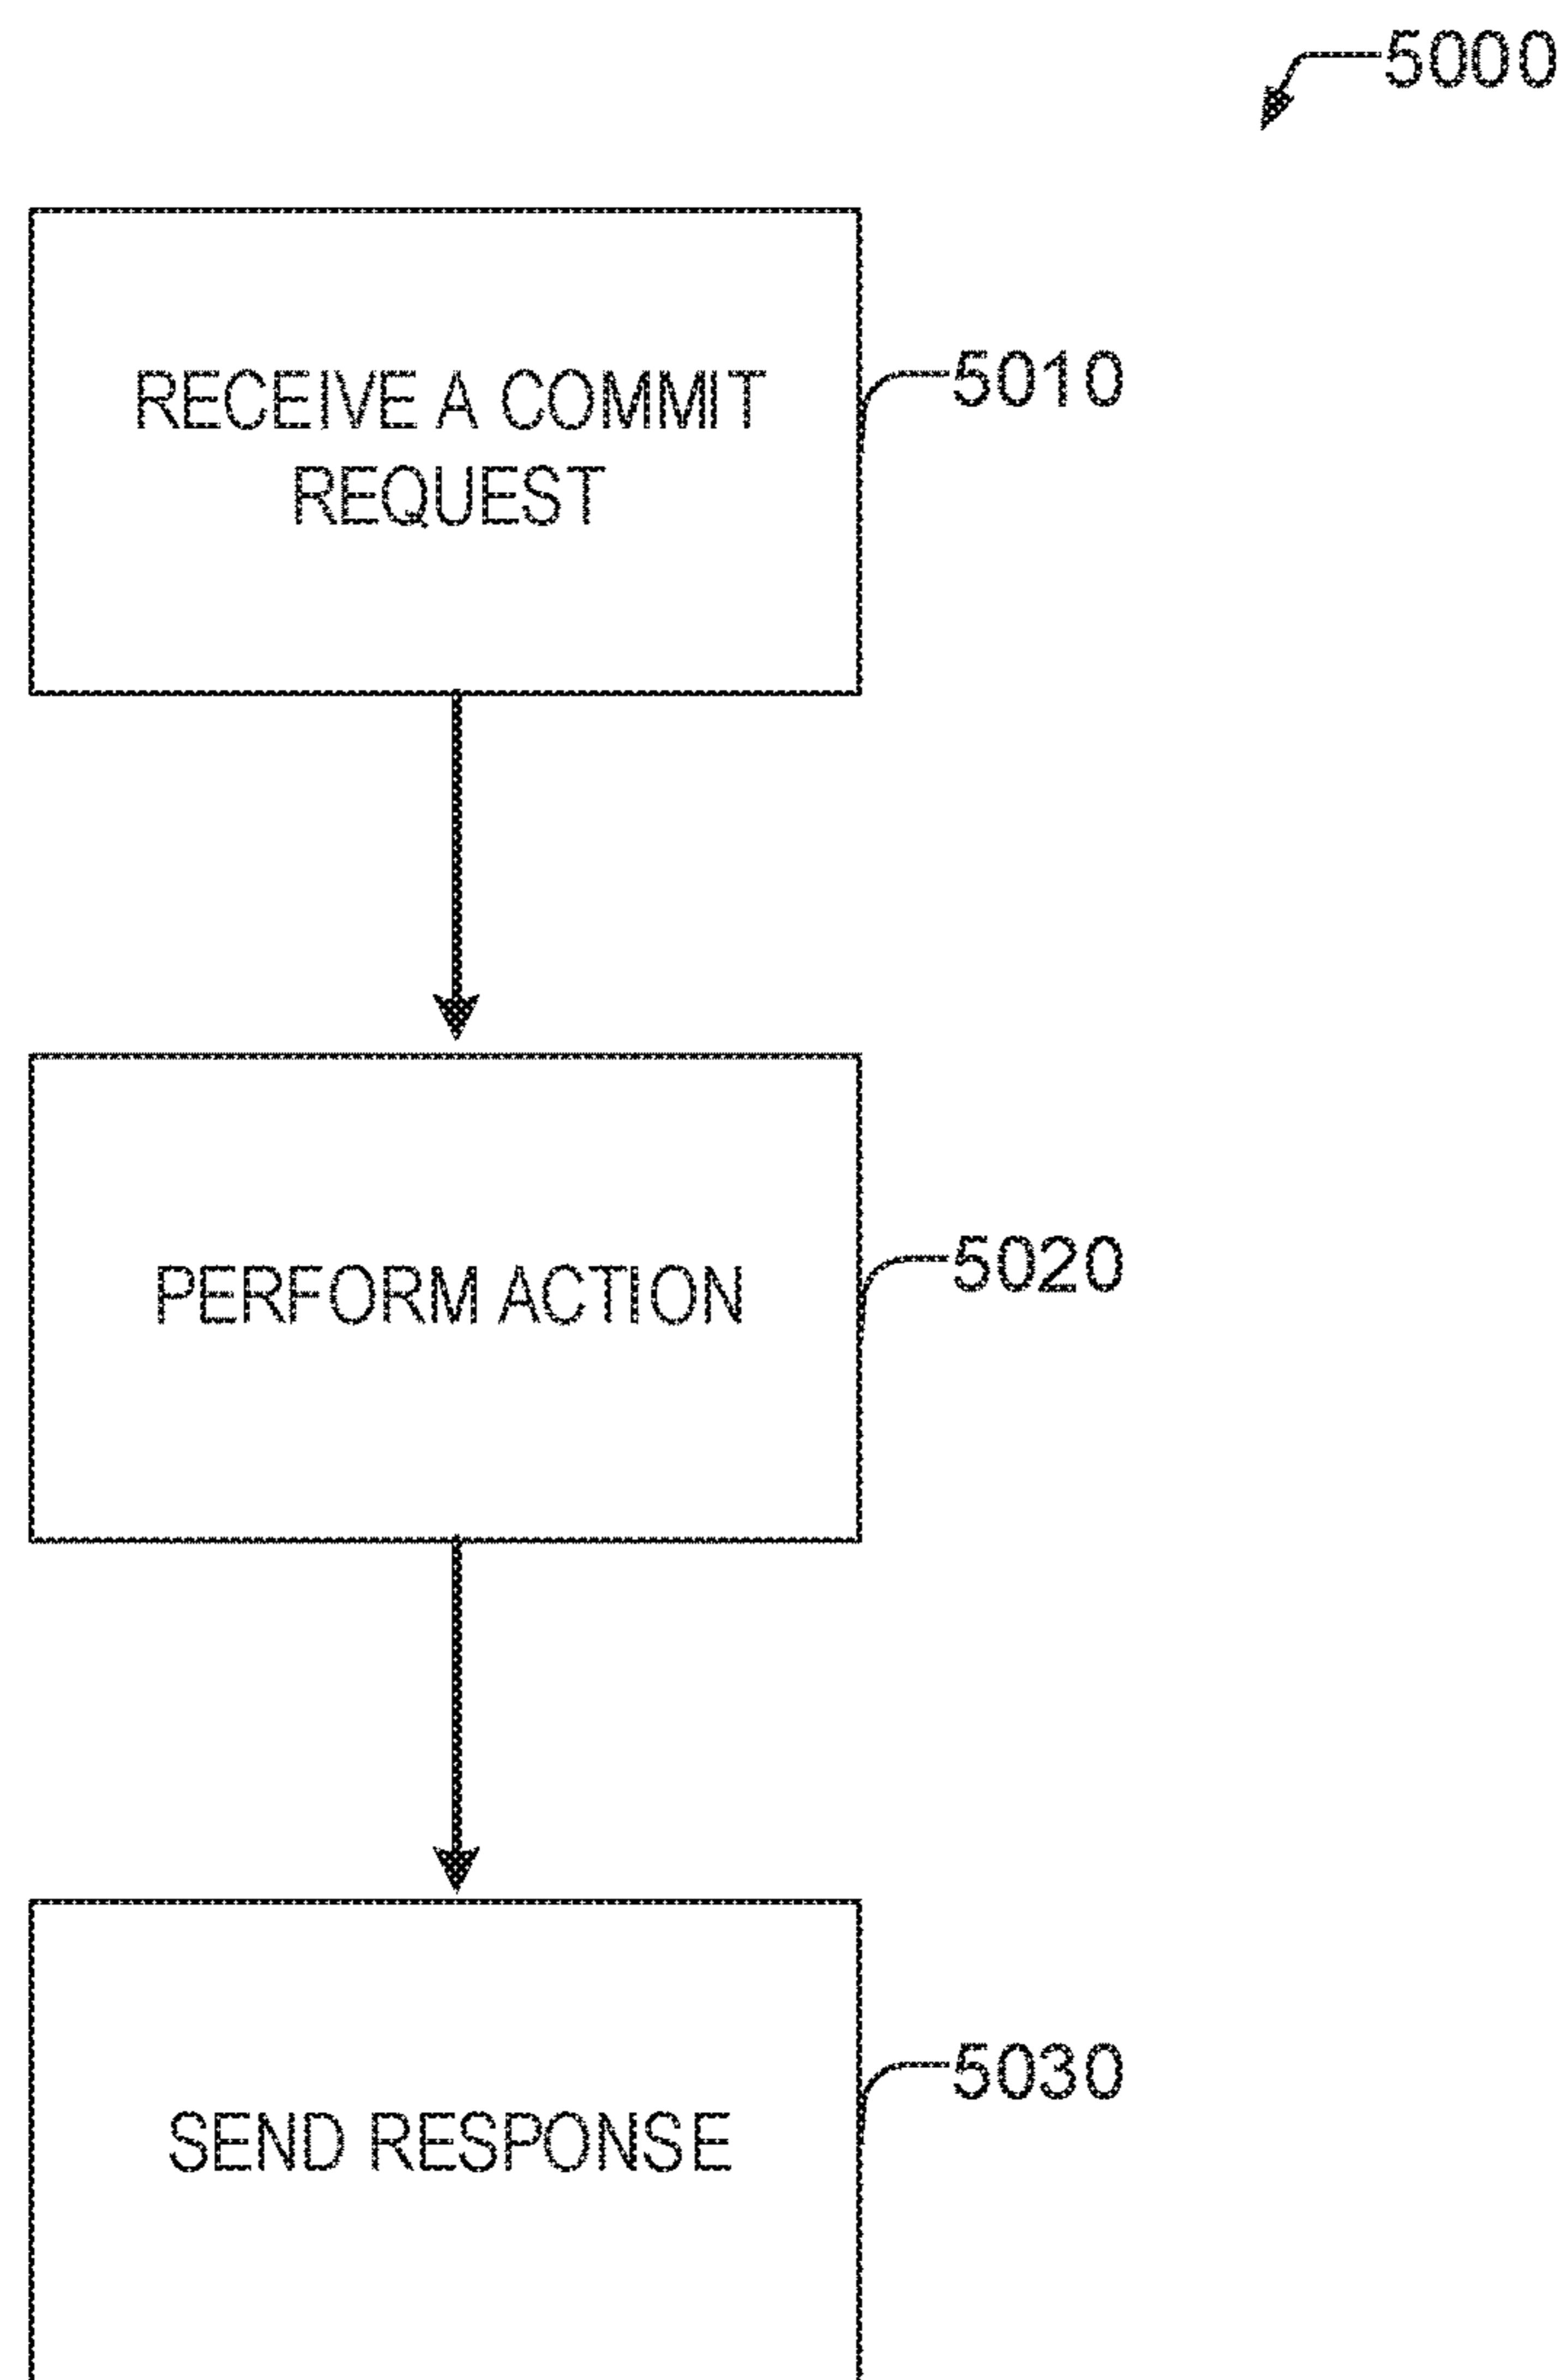 5000
RECEIVE A COMMIT
REQUEST
5010
PERFORM ACTION
5020
SEND RESPONSE
5030